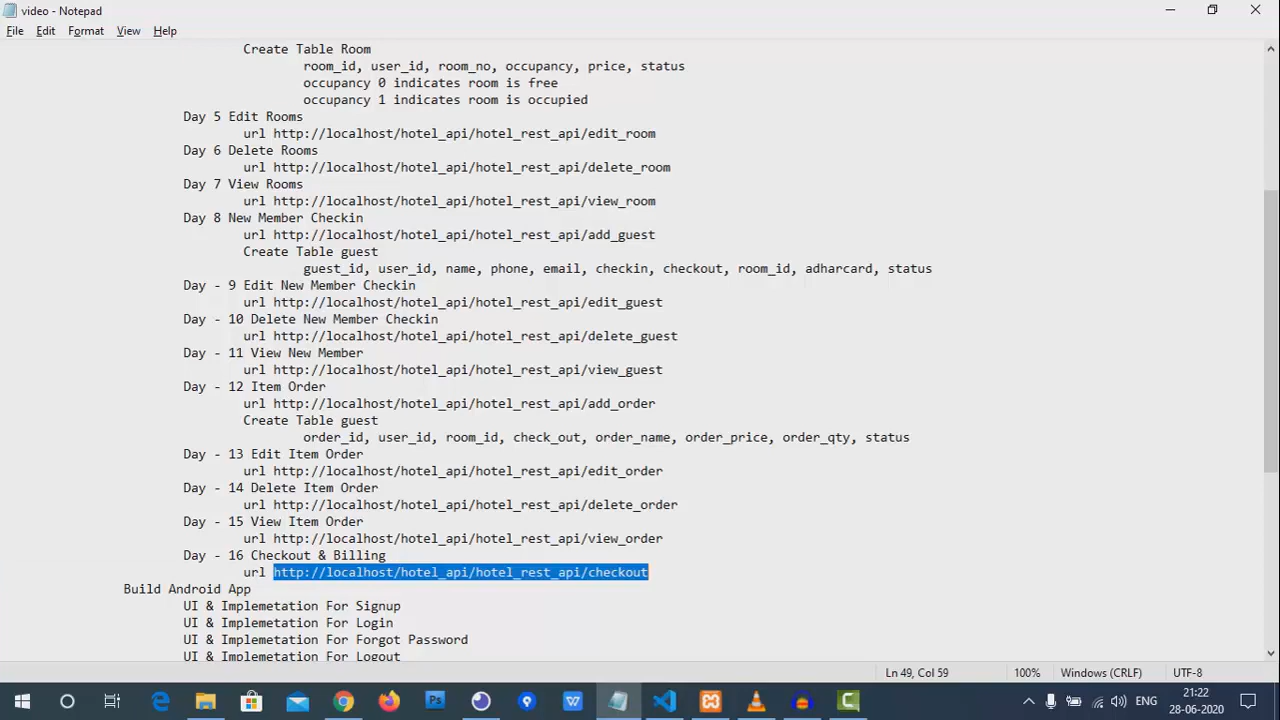 video - Notepad
File Edit Format View Help
Create Table Room
room_id, user_id, room_no, occupancy, price, status
occupancy 0 indicates room is free
occupancy 1 indicates room is occupied
Day 5 Edit Rooms
url http://localhost/hotel_api/hotel_rest_api/edit_room
Day 6 Delete Rooms
url http://localhost/hotel_api/hotel_rest_api/delete_room
Day 7 View Rooms
url http://localhost/hotel_api/hotel_rest_api/view_room
Day 8 New Member Checkin
url http://localhost/hotel_api/hotel_rest_api/add_guest
Create Table guest
guest_id, user_id, name, phone, email, checkin, checkout, room_id, adharcard, status
Day - 9 Edit New Member Checkin
url http://localhost/hotel_api/hotel_rest_api/edit_guest
Day - 10 Delete New Member Checkin
url http://localhost/hotel_api/hotel_rest_api/delete_guest
Day - 11 View New Member
url http://localhost/hotel_api/hotel_rest_api/view_guest
Day - 12 Item Order
url http://localhost/hotel_api/hotel_rest_api/add_order
Create Table guest
order_id, user_id, room_id, check_out, order_name, order_price, order_qty, status
Day - 13 Edit Item Order
url http://localhost/hotel_api/hotel_rest_api/edit_order
Day - 14 Delete Item Order
url http://localhost/hotel_api/hotel_rest_api/delete_order
Day - 15 View Item Order
url http://localhost/hotel_api/hotel_rest_api/view_order
Day - 16 Checkout & Billing
url http://localhost/hotel_api/hotel_rest_api/checkout
Build Android App
UI & Implemetation For Signup
UI & Implemetation For Login
UI & Implemetation For Forgot Password
UI & Implemetation For Logout
Ln 49, Col 59 100% Windows (CRLF) UTF-8
ENG 21:22
28-06-2020